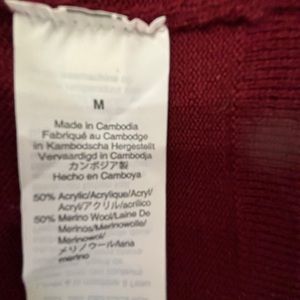 M
Made in Cambodia
Fabriqué au Cambodge
in Kambodscha Hergestellt
Vervaardigd in Cambodja
カンボジア製
Hecho en Camboya
50% Acrylic/Acrylique/Acryl/
Acryl/アクリル/acrílico
50% Merino Wool/Laine De
Merinos/Merinowolle/
Merinowol/
メリノウール/lana
merino